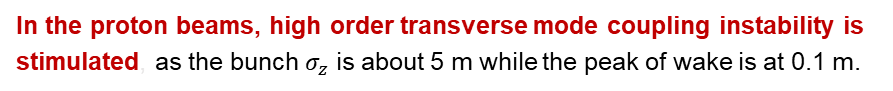 In the proton beams, high order transverse mode coupling instability is
stimulated, as the bunch σz is about 5 m while the peak of wake is at 0.1 m.